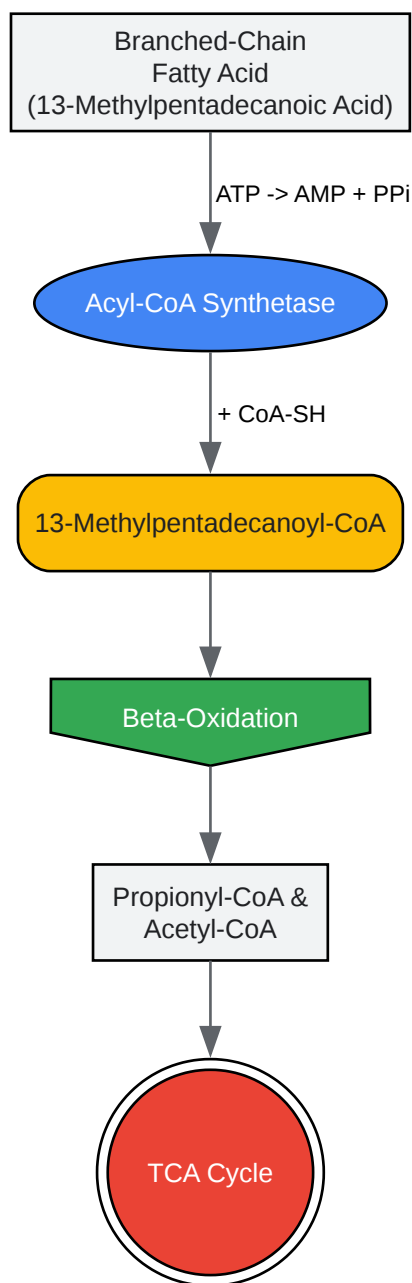 Branched-Chain
Fatty Acid
(13-Methylpentadecanoic Acid)
ATP -> AMP + PPi
Acyl-CoA Synthetase
+ CoA-SH
13-Methylpentadecanoyl-CoA
Beta-Oxidation
Propionyl-CoA &
Acetyl-CoA
TCA Cycle